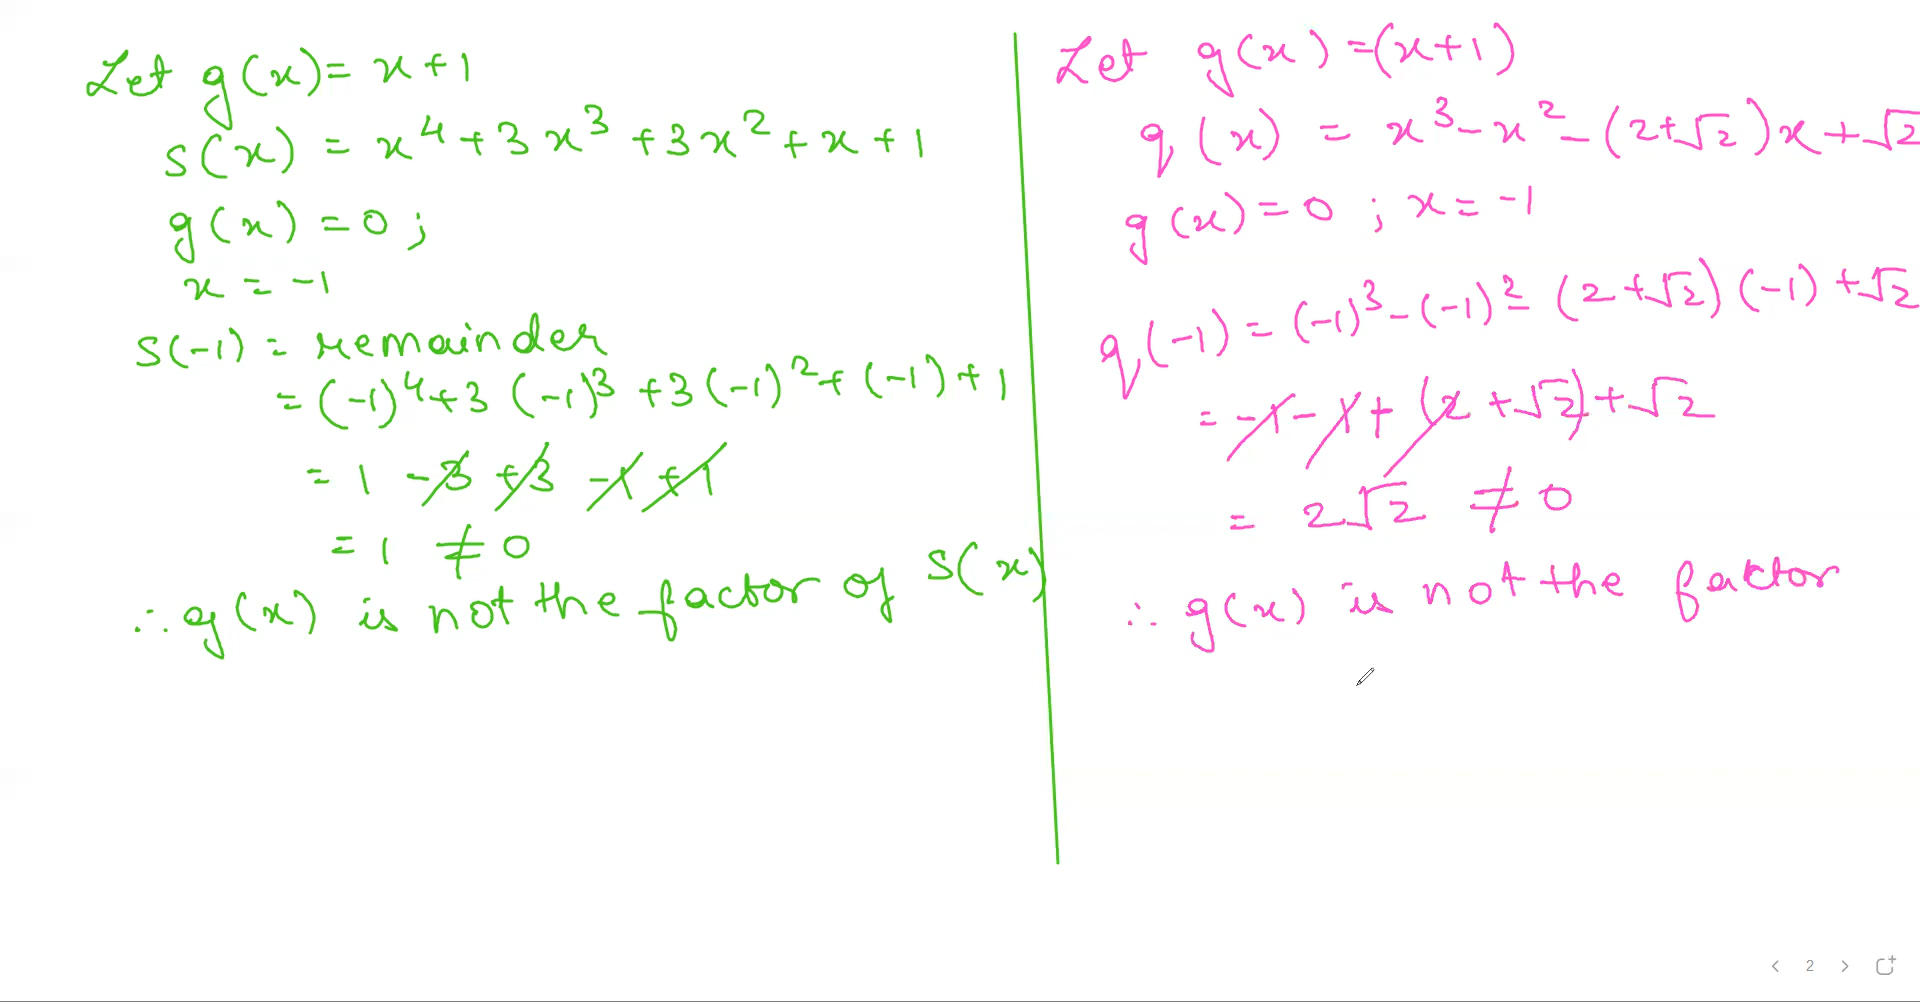 Let g(x) = x+1
s(x) = x⁴+3x³+3x²+x+1
g(x) = 0 ;
x = -1
s(-1) = remainder
= (-1)⁴+3(-1)³+3(-1)²+(-1)+1
= 1 -3 +3 -1 +1
= 1 ≠ 0
∴ g(x) is not the factor of s(x)
Let g(x) =(x+1)
q(x) = x³-x²-(2+√2)x+√2
g(x) = 0 ; x = -1
q(-1) = (-1)³-(-1)²-(2+√2)(-1)+√2
= -1-1+(2+√2)+√2
= 2√2 ≠ 0
∴ g(x) is not the factor
2